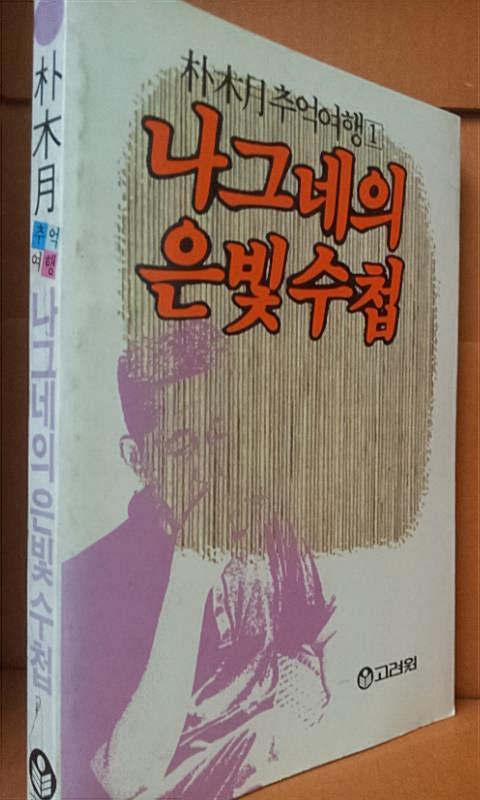 朴木月 추억여행 1
나그네의
은빛 수첩
고려원
朴木月
추억
여행
나그네의 은빛 수첩